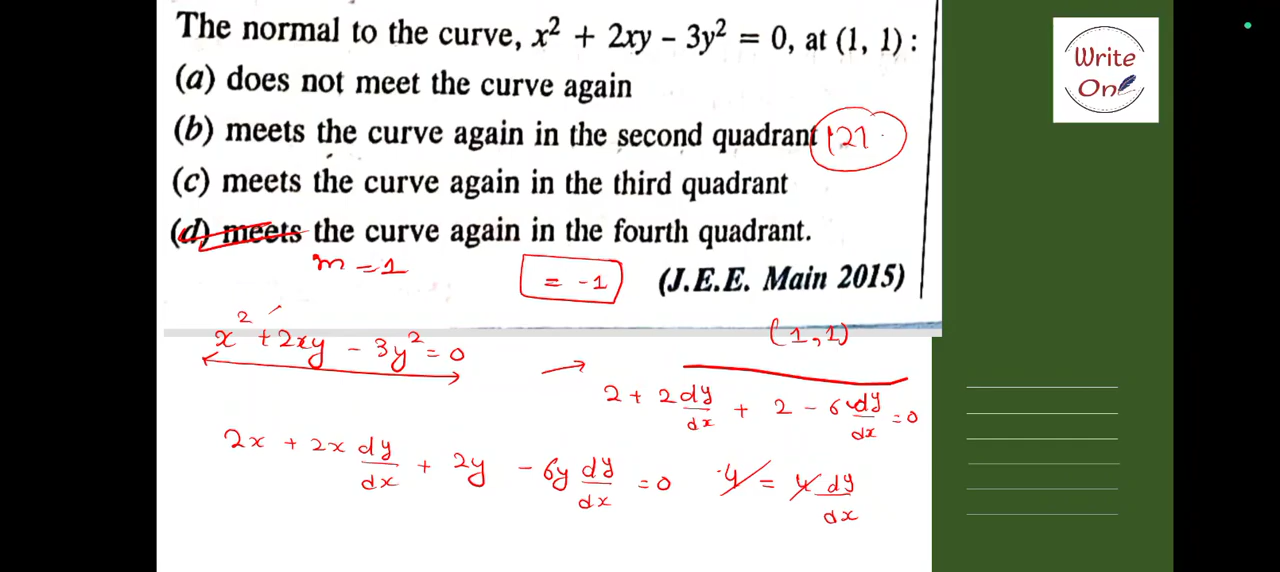 The normal to the curve, x² + 2xy − 3y² = 0, at (1, 1) :
(a) does not meet the curve again
(b) meets the curve again in the second quadrant 121
(c) meets the curve again in the third quadrant
(d) meets the curve again in the fourth quadrant.
m = 1
= -1
(J.E.E. Main 2015)
x² + 2xy − 3y² = 0
(1, 1)
2 + 2 dy/dx + 2 − 6 dy/dx = 0
2x + 2x dy/dx + 2y − 6y dy/dx = 0
4 = 4 dy/dx
Write
On